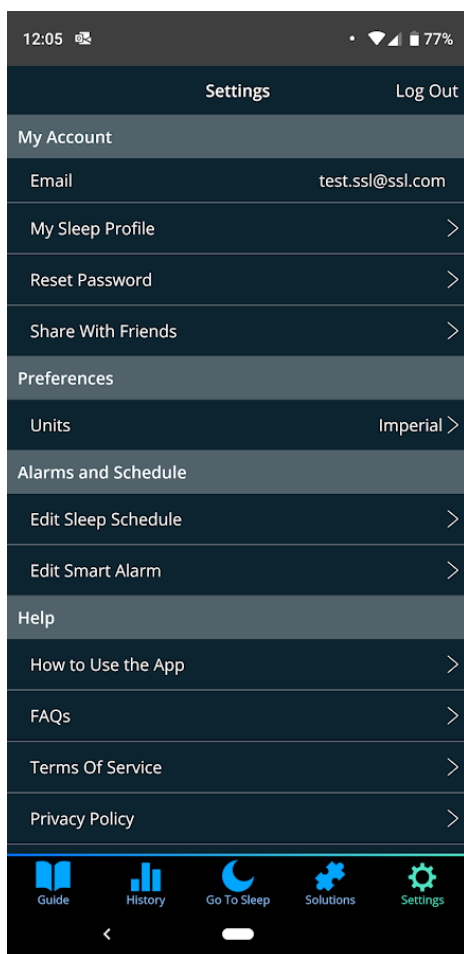 12:05 77%
Settings Log Out
My Account
Email test.ssl@ssl.com
My Sleep Profile
Reset Password
Share With Friends
Preferences
Units Imperial
Alarms and Schedule
Edit Sleep Schedule
Edit Smart Alarm
Help
How to Use the App
FAQs
Terms Of Service
Privacy Policy
Guide History Go To Sleep Solutions Settings